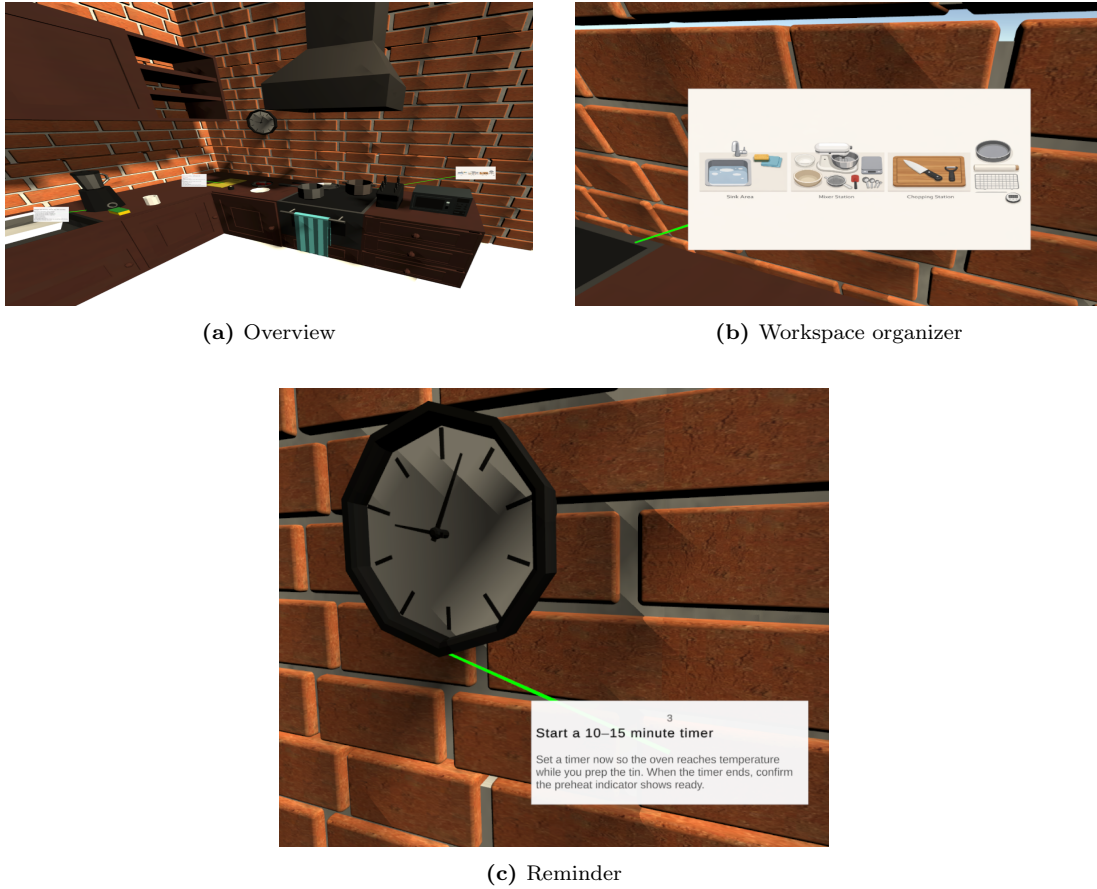 (a) Overview
(b) Workspace organizer
Sink Area
Mixer Station
Chopping Station
3
Start a 10–15 minute timer
Set a timer now so the oven reaches temperature
while you prep the tin. When the timer ends, confirm
the preheat indicator shows ready.
(c) Reminder